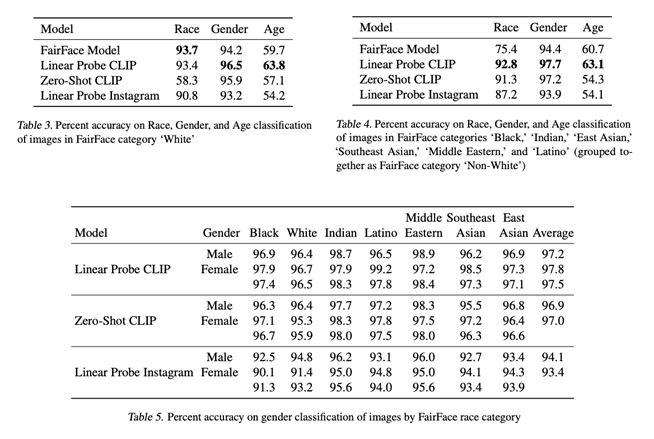 Model Race Gender Age
FairFace Model 93.7 94.2 59.7
Linear Probe CLIP 93.4 96.5 63.8
Zero-Shot CLIP 58.3 95.9 57.1
Linear Probe Instagram 90.8 93.2 54.2
Table 3. Percent accuracy on Race, Gender, and Age classification
of images in FairFace category ‘White’
Model Race Gender Age
FairFace Model 75.4 94.4 60.7
Linear Probe CLIP 92.8 97.7 63.1
Zero-Shot CLIP 91.3 97.2 54.3
Linear Probe Instagram 87.2 93.9 54.1
Table 4. Percent accuracy on Race, Gender, and Age classification
of images in FairFace categories ‘Black,’ ‘Indian,’ ‘East Asian,’
‘Southeast Asian,’ ‘Middle Eastern,’ and ‘Latino’ (grouped to-
gether as FairFace category ‘Non-White’)
Middle Southeast East
Model Gender Black White Indian Latino Eastern Asian Asian Average
Male 96.9 96.4 98.7 96.5 98.9 96.2 96.9 97.2
Linear Probe CLIP Female 97.9 96.7 97.9 99.2 97.2 98.5 97.3 97.8
97.4 96.5 98.3 97.8 98.4 97.3 97.1 97.5
Male 96.3 96.4 97.7 97.2 98.3 95.5 96.8 96.9
Zero-Shot CLIP Female 97.1 95.3 98.3 97.8 97.5 97.2 96.4 97.0
96.7 95.9 98.0 97.5 98.0 96.3 96.6
Male 92.5 94.8 96.2 93.1 96.0 92.7 93.4 94.1
Linear Probe Instagram Female 90.1 91.4 95.0 94.8 95.0 94.1 94.3 93.4
91.3 93.2 95.6 94.0 95.6 93.4 93.9
Table 5. Percent accuracy on gender classification of images by FairFace race category